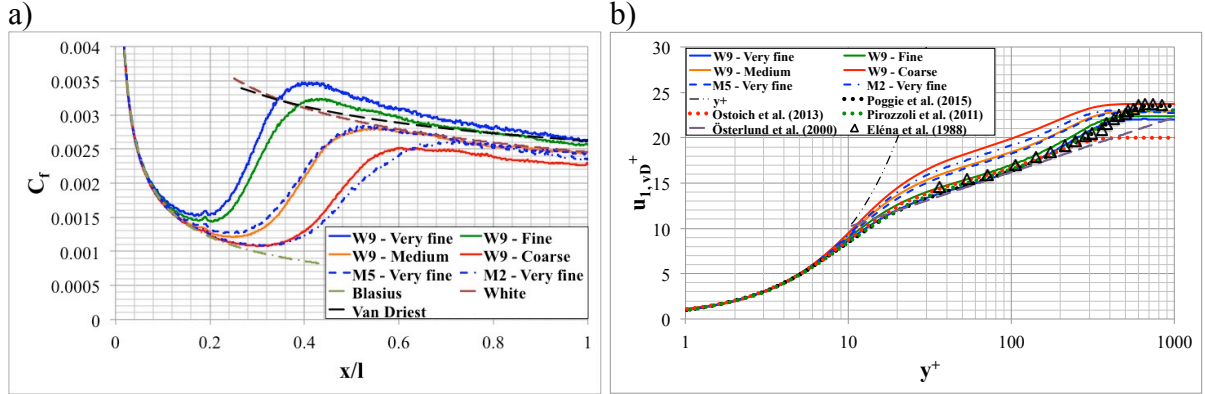 a)
0.004
0.0035
0.003
0.0025
0.002
0.0015
0.001
0.0005
0
C_f
0 0.2 0.4 0.6 0.8 1
x/l
W9 - Very fine W9 - Fine
W9 - Medium W9 - Coarse
M5 - Very fine M2 - Very fine
Blasius White
Van Driest
b)
30
25
20
15
10
5
0
u_{1,vD}^+
1 10 100 1000
y^+
W9 - Very fine W9 - Fine
W9 - Medium W9 - Coarse
M5 - Very fine M2 - Very fine
y+ Poggie et al. (2015)
Ostoich et al. (2013) Pirozzoli et al. (2011)
Österlund et al. (2000) Eléna et al. (1988)